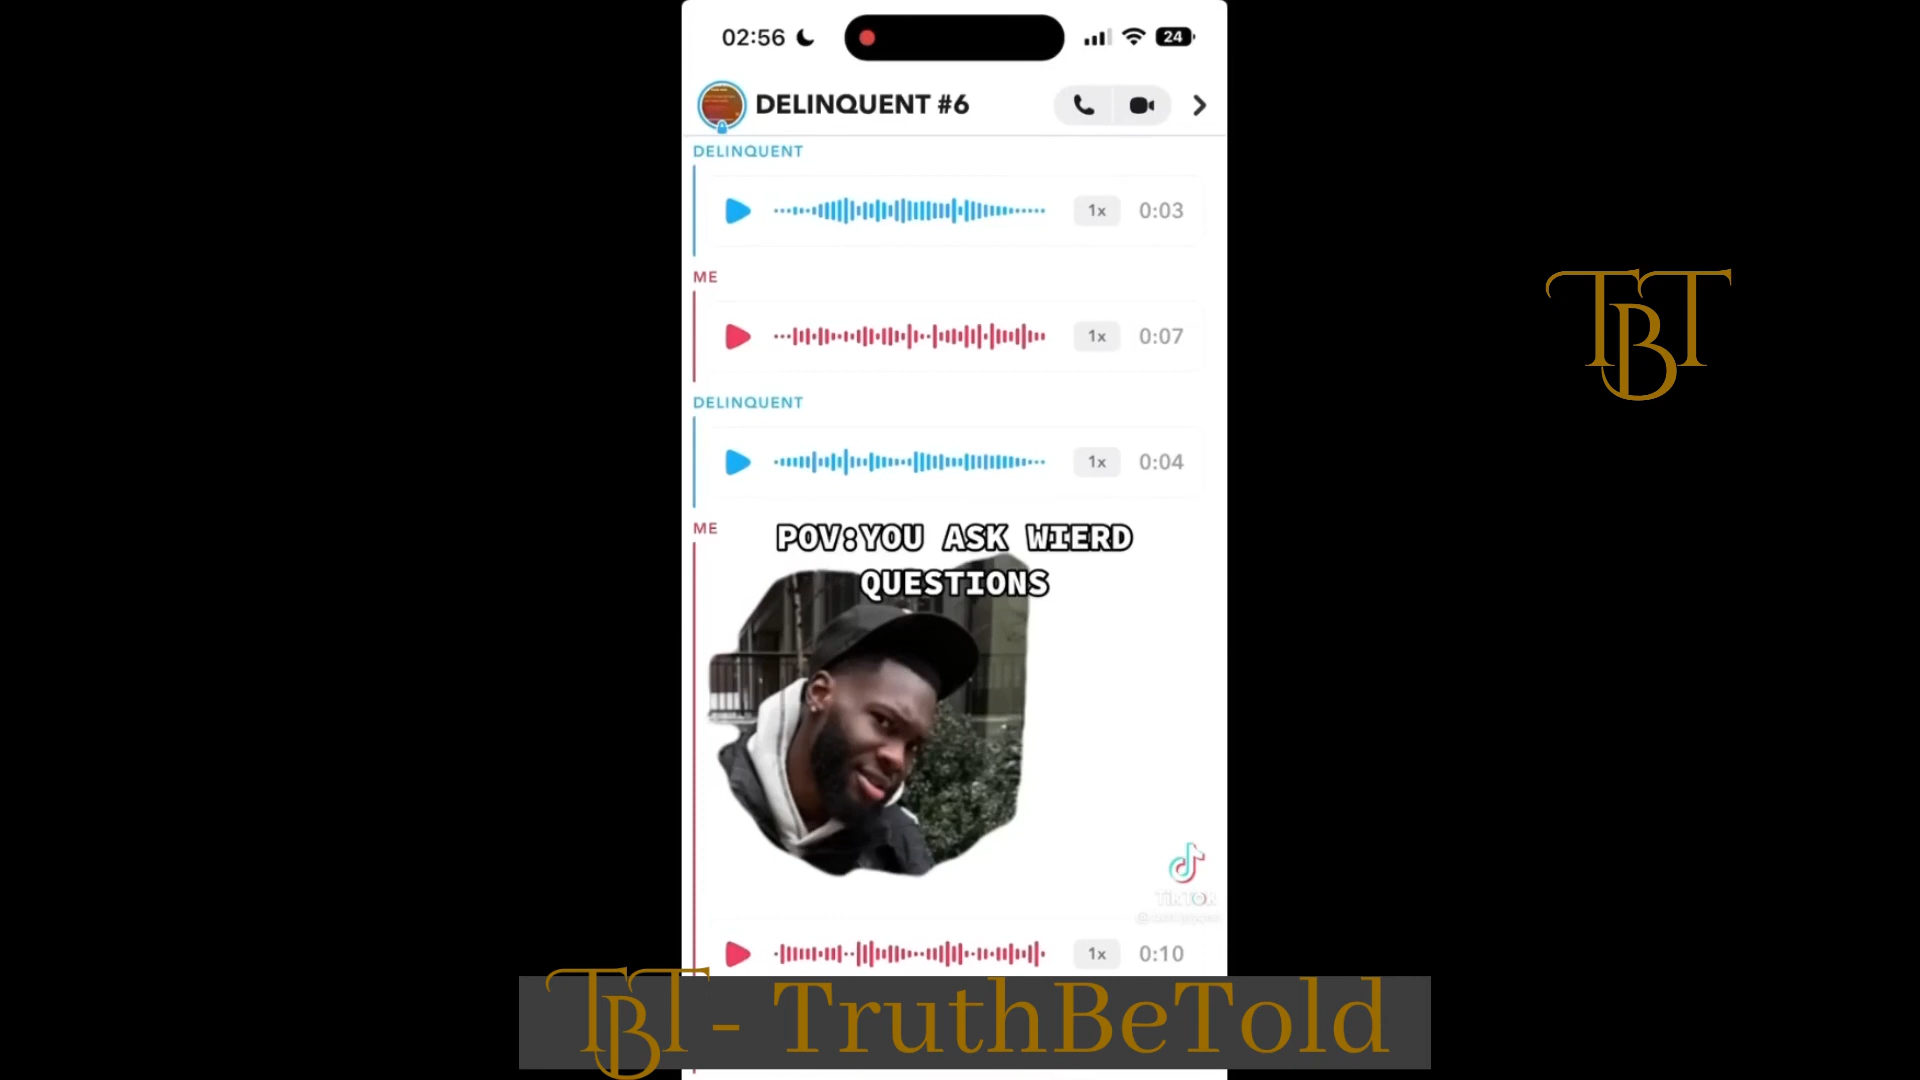 02:56
24
DELINQUENT #6
DELINQUENT
1x 0:03
ME
1x 0:07
DELINQUENT
1x 0:04
ME
POV:YOU ASK WIERD
QUESTIONS
TBT
TikTok
1x 0:10
TBT - TruthBeTold